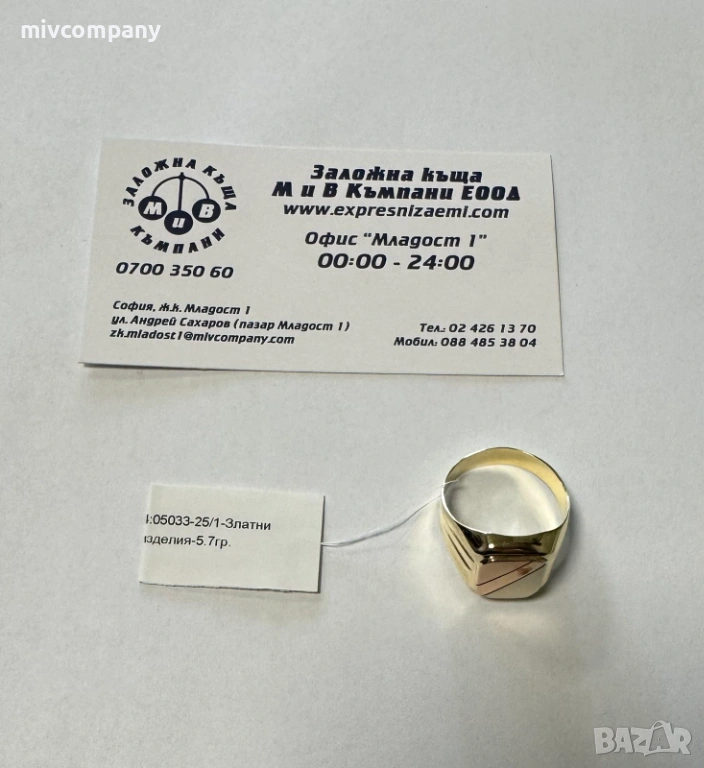 mivcompany
ЗАЛОЖНА КЪЩА
М и В
КЪМПАНИ
0700 350 60
Заложна къща
М и В Къмпани ЕООД
www.expresnizaemi.com
Офис "Младост 1"
00:00 - 24:00
София, ж.к. Младост 1
ул. Андрей Сахаров (пазар Младост 1)
zk.mladost1@mivcompany.com
Тел.: 02 426 13 70
Мобил: 088 485 38 04
:05033-25/1-Златни
изделия-5.7гр.
BAZAR